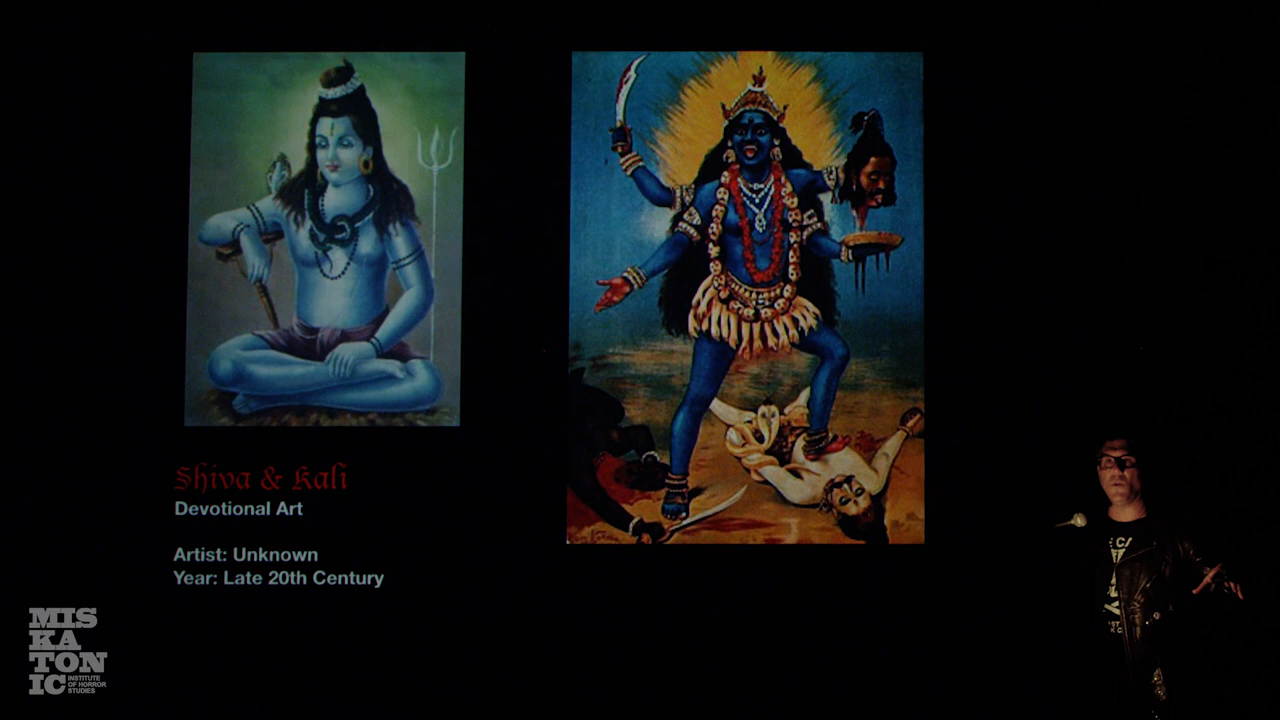 Shiva & Kali
Devotional Art
Artist: Unknown
Year: Late 20th Century
MIS
KA
TON
IC INSTITUTE
OF HORROR
STUDIES